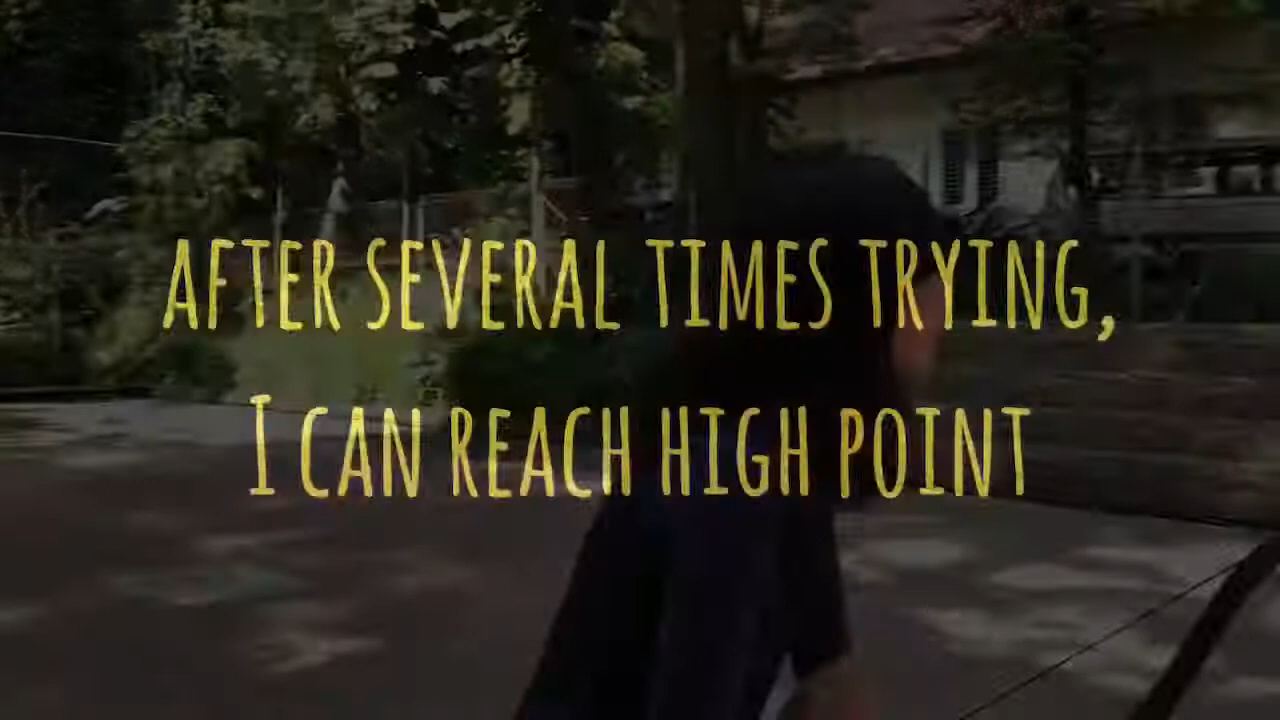 AFTER SEVERAL TIMES TRYING,
I CAN REACH HIGH POINT